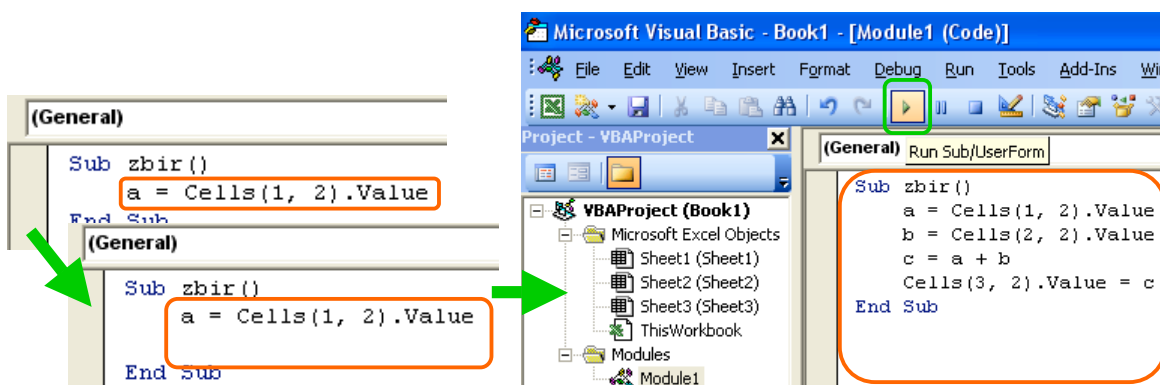 (General)
Sub zbir()
a = Cells(1, 2).Value
End Sub
(General)
Sub zbir()
a = Cells(1, 2).Value
End Sub
Microsoft Visual Basic - Book1 - [Module1 (Code)]
File Edit View Insert Format Debug Run Tools Add-Ins
Project - VBAProject
VBAProject (Book1)
Microsoft Excel Objects
Sheet1 (Sheet1)
Sheet2 (Sheet2)
Sheet3 (Sheet3)
ThisWorkbook
Modules
Module1
(General) Run Sub/UserForm
Sub zbir()
a = Cells(1, 2).Value
b = Cells(2, 2).Value
c = a + b
Cells(3, 2).Value = c
End Sub